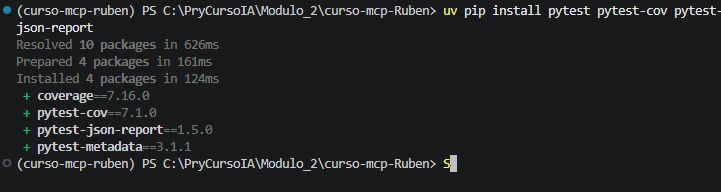 (curso-mcp-ruben) PS C:\PryCursoIA\Modulo_2\curso-mcp-Ruben> uv pip install pytest pytest-cov pytest-
json-report
Resolved 10 packages in 626ms
Prepared 4 packages in 161ms
Installed 4 packages in 124ms
+ coverage==7.16.0
+ pytest-cov==7.1.0
+ pytest-json-report==1.5.0
+ pytest-metadata==3.1.1
(curso-mcp-ruben) PS C:\PryCursoIA\Modulo_2\curso-mcp-Ruben> S